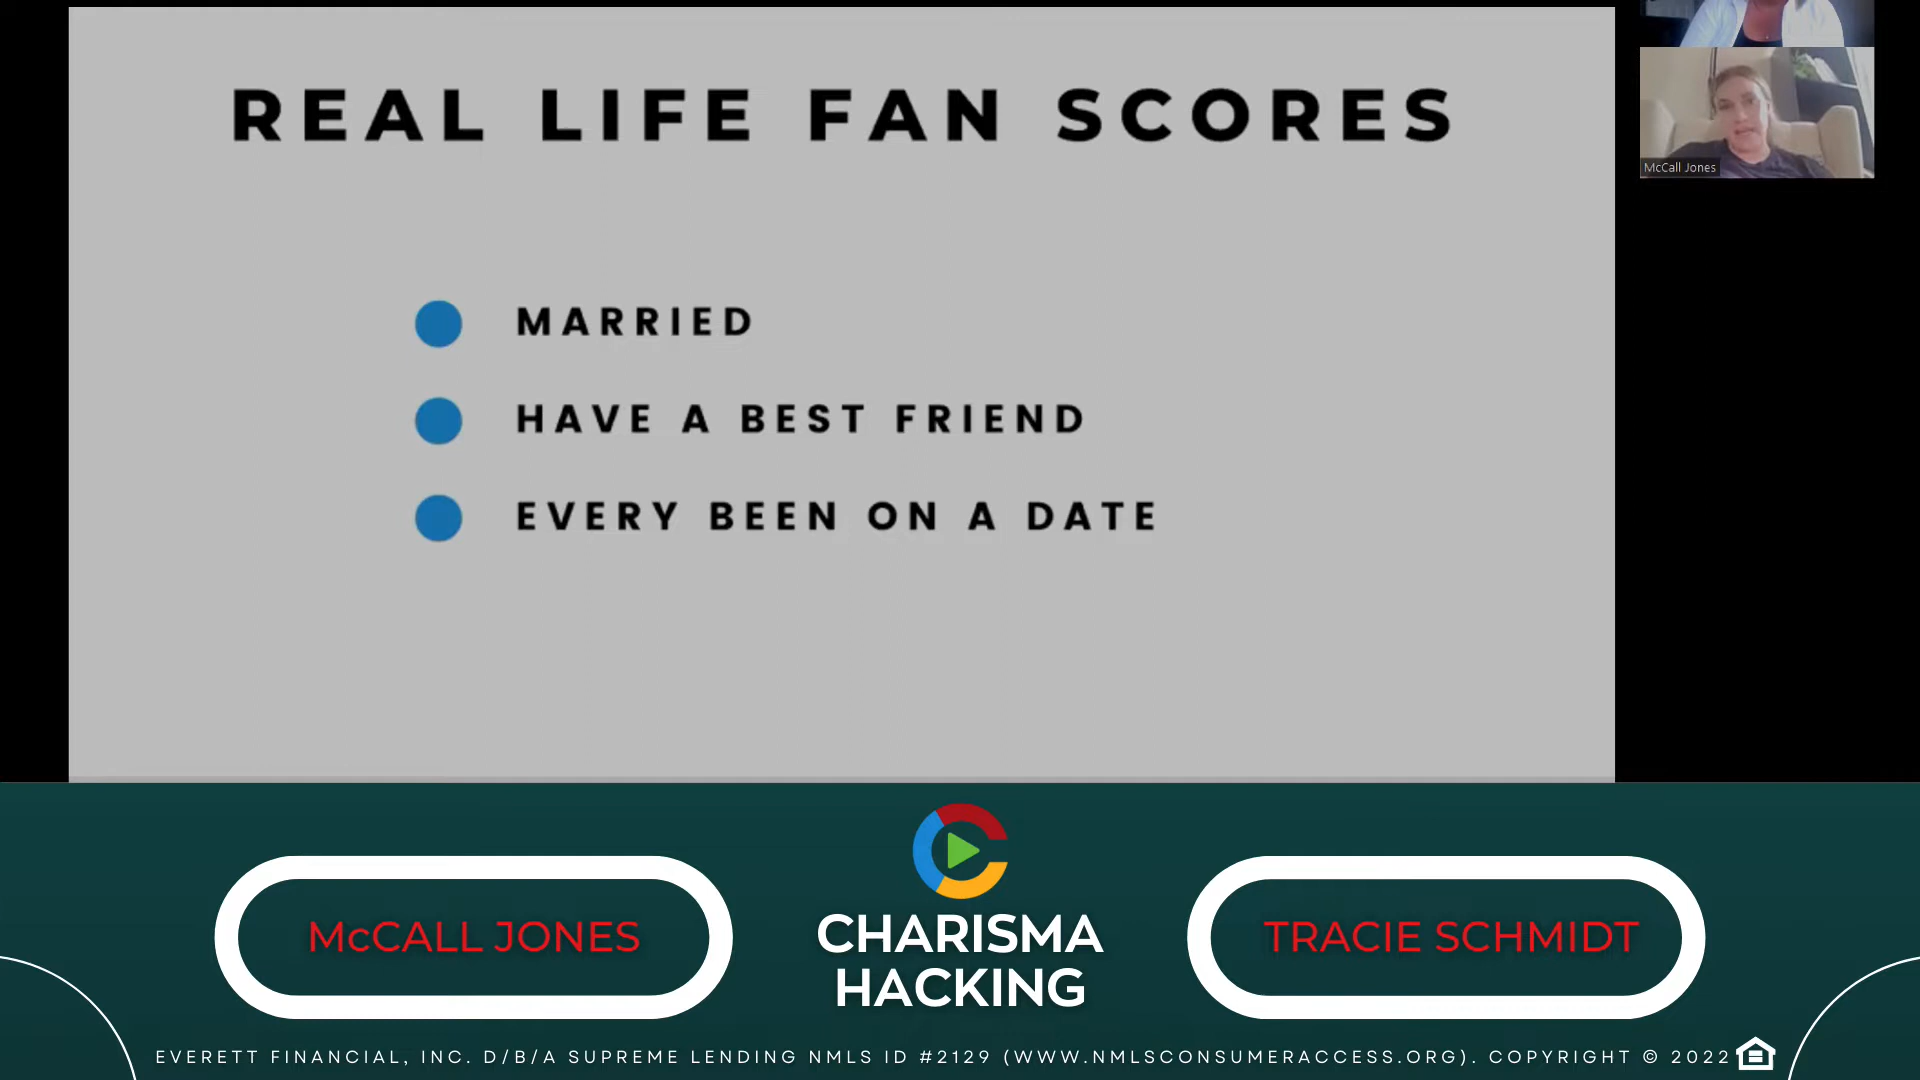 REAL LIFE FAN SCORES
McCall Jones
MARRIED
HAVE A BEST FRIEND
EVERY BEEN ON A DATE
McCALL JONES
CHARISMA
HACKING
TRACIE SCHMIDT
EVERETT FINANCIAL, INC. D/B/A SUPREME LENDING NMLS ID #2129 (WWW.NMLSCONSUMERACCESS.ORG). COPYRIGHT © 2022